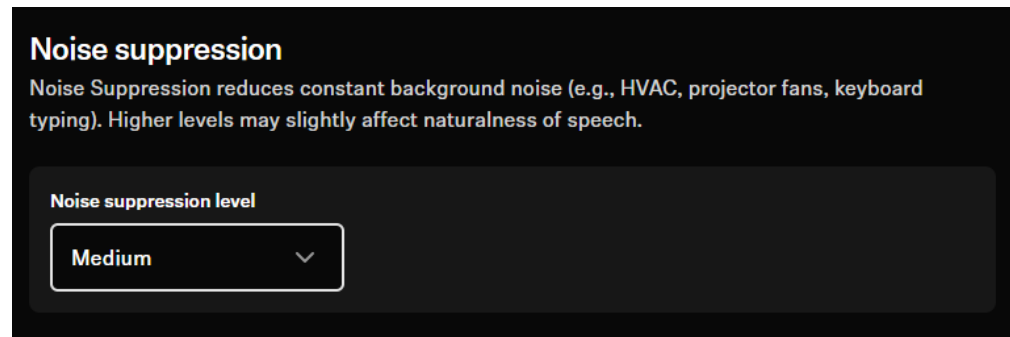 Noise suppression
Noise Suppression reduces constant background noise (e.g., HVAC, projector fans, keyboard
typing). Higher levels may slightly affect naturalness of speech.
Noise suppression level
Medium